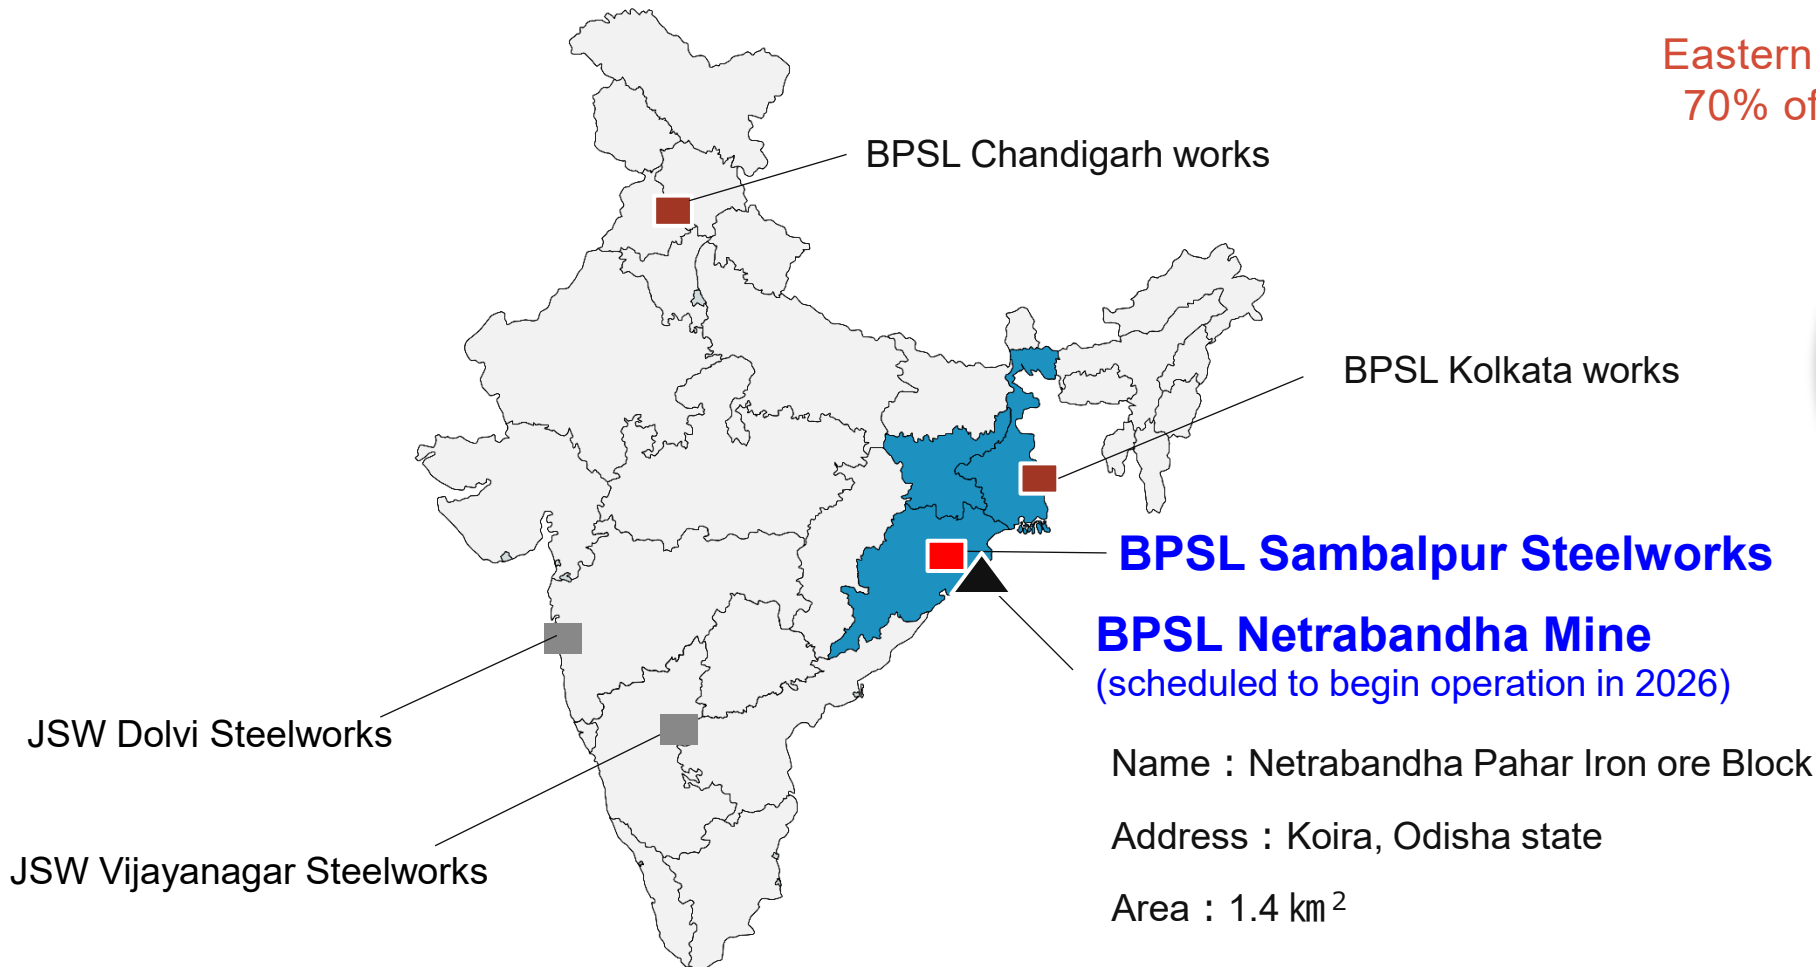 Eastern
70% of
BPSL Chandigarh works
BPSL Kolkata works
BPSL Sambalpur Steelworks
BPSL Netrabandha Mine
(scheduled to begin operation in 2026)
JSW Dolvi Steelworks
Name：Netrabandha Pahar Iron ore Block
Address：Koira, Odisha state
JSW Vijayanagar Steelworks
Area：1.4 ㎞²